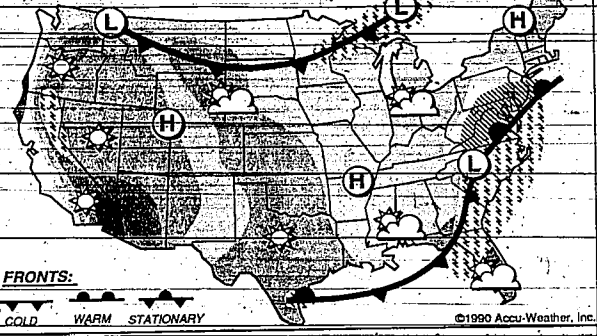 L
L
H
H
L
H
FRONTS:
COLD WARM STATIONARY
©1990 Accu-Weather, Inc.